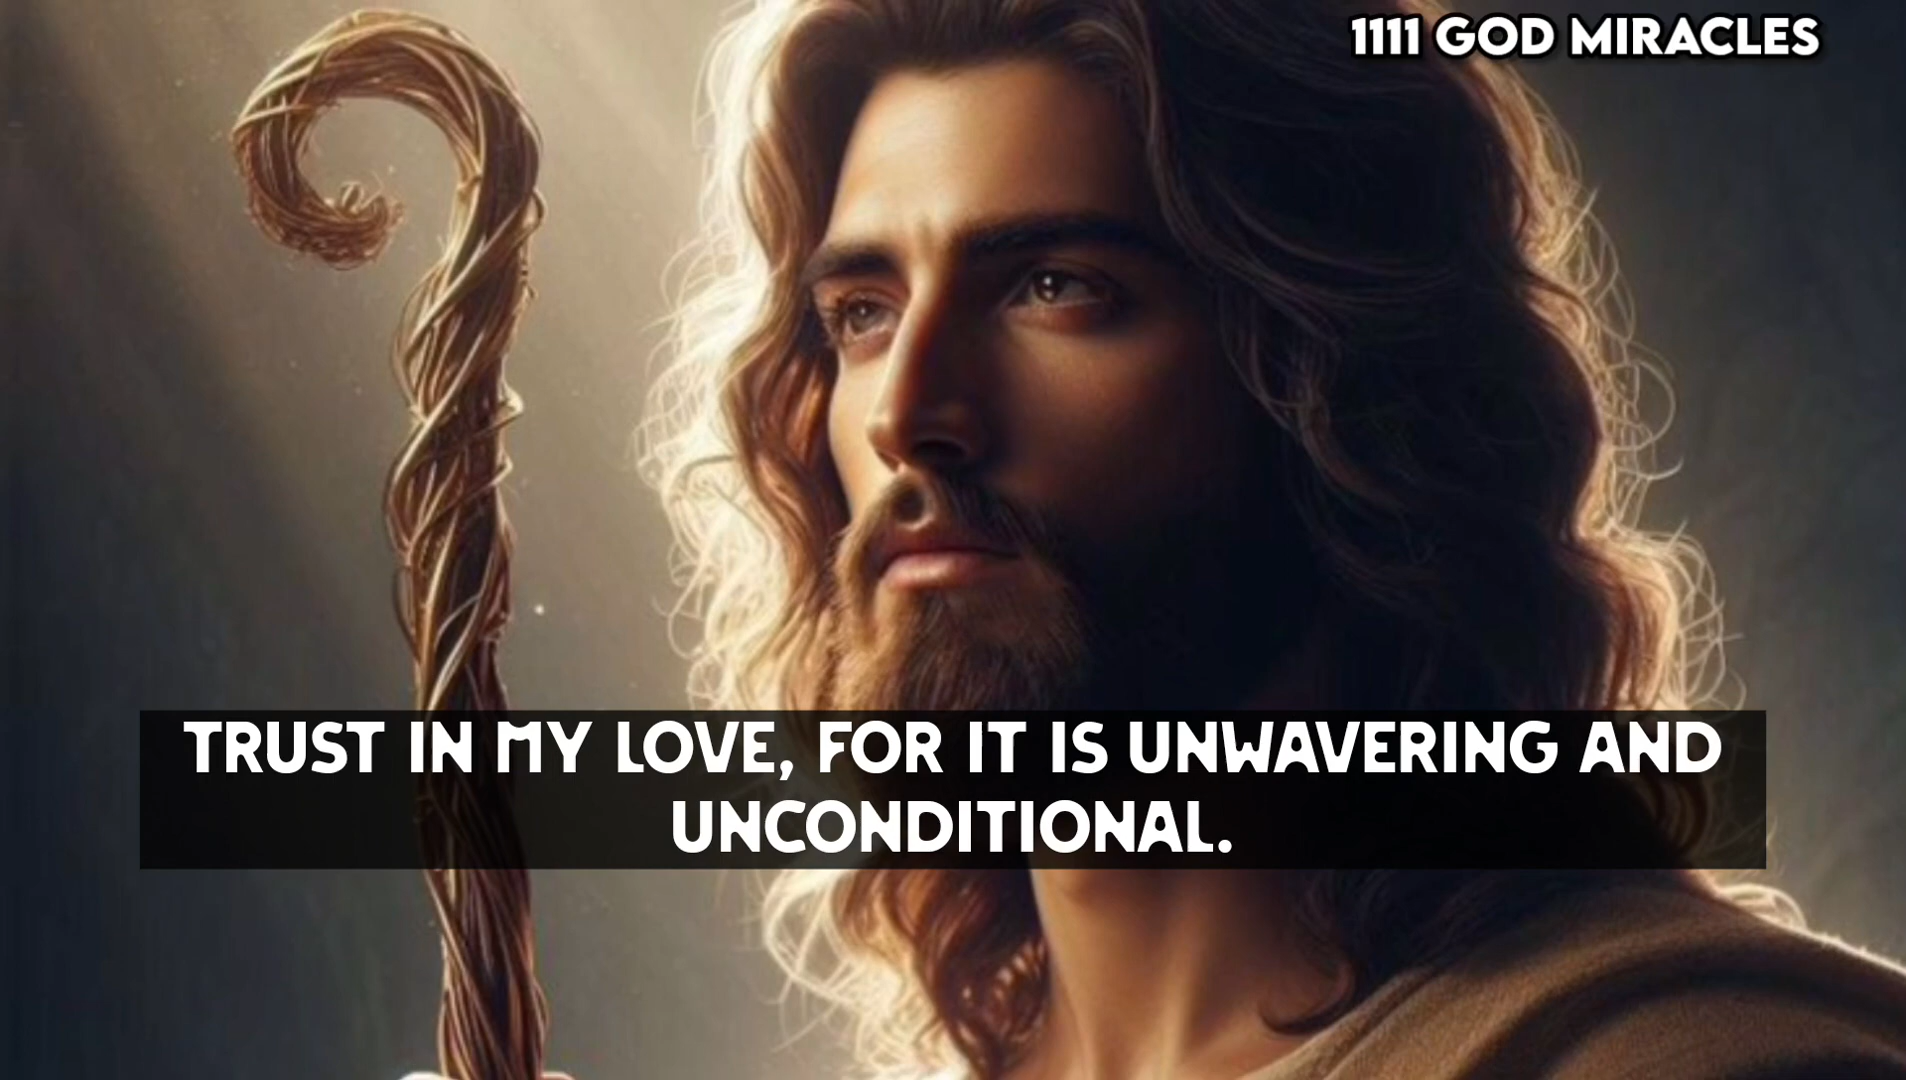 1111 GOD MIRACLES
TRUST IN MY LOVE, FOR IT IS UNWAVERING AND
UNCONDITIONAL.